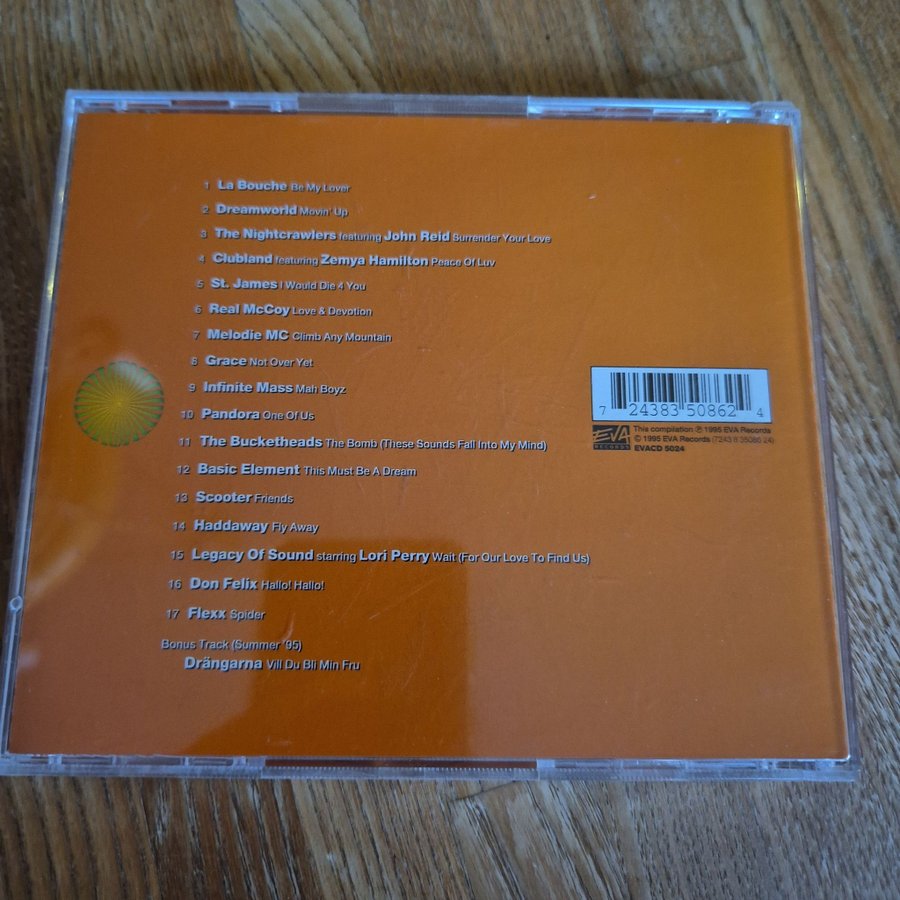 1 La Bouche Be My Lover
2 Dreamworld Movin' Up
3 The Nightcrawlers featuring John Reid Surrender Your Love
4 Clubland featuring Zemya Hamilton Peace Of Luv
5 St. James I Would Die 4 You
6 Real McCoy Love & Devotion
7 Melodie MC Climb Any Mountain
8 Grace Not Over Yet
9 Infinite Mass Mah Boyz
10 Pandora One Of Us
11 The Bucketheads The Bomb (These Sounds Fall Into My Mind)
12 Basic Element This Must Be A Dream
13 Scooter Friends
14 Haddaway Fly Away
15 Legacy Of Sound starring Lori Perry Wait (For Our Love To Find Us)
16 Don Felix Hallo! Hallo!
17 Flexx Spider
Bonus Track (Summer '95)
Drängarna Vill Du Bli Min Fru
7 24383 50862 4
EVA RECORDS
This compilation ℗ 1995 EVA Records
© 1995 EVA Records (7243 8 35086 24)
EVACD 5024